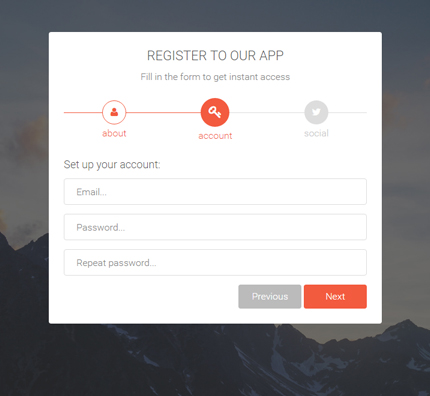 REGISTER TO OUR APP
Fill in the form to get instant access
about
account
social
Set up your account:
Email...
Password...
Repeat password...
Previous
Next